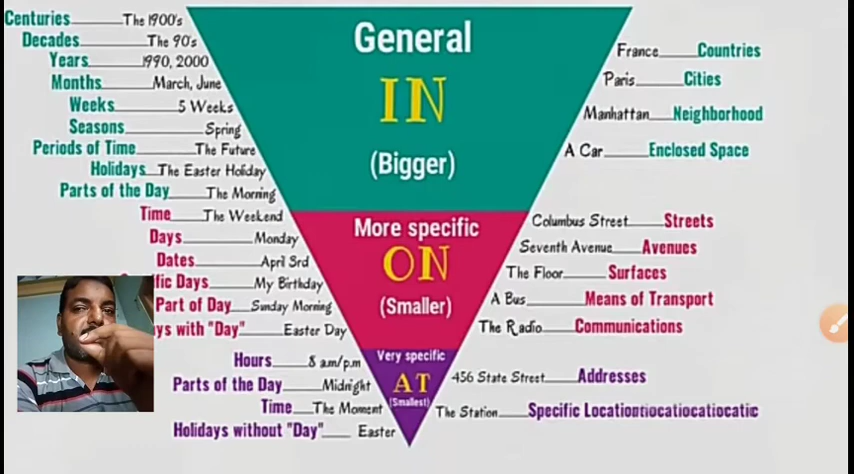 Centuries The 1900's
Decades The 90's
Years 1990, 2000
Months March, June
Weeks 5 Weeks
Seasons Spring
Periods of Time The Future
Holidays The Easter Holiday
Parts of the Day The Morning
General
IN
(Bigger)
France Countries
Paris Cities
Manhattan Neighborhood
A Car Enclosed Space
Time The Weekend
Days Monday
Dates April 3rd
fic Days My Birthday
Part of Day Sunday Morning
ys with "Day" Easter Day
More specific
ON
(Smaller)
Columbus Street Streets
Seventh Avenue Avenues
The Floor Surfaces
A Bus Means of Transport
The Radio Communications
Hours 8 am/p.m
Parts of the Day Midnight
Time The Moment
Holidays without "Day" Easter
Very specific
AT
(Smallest)
456 State Street Addresses
The Station Specific Locationtiocatiocatiocatic